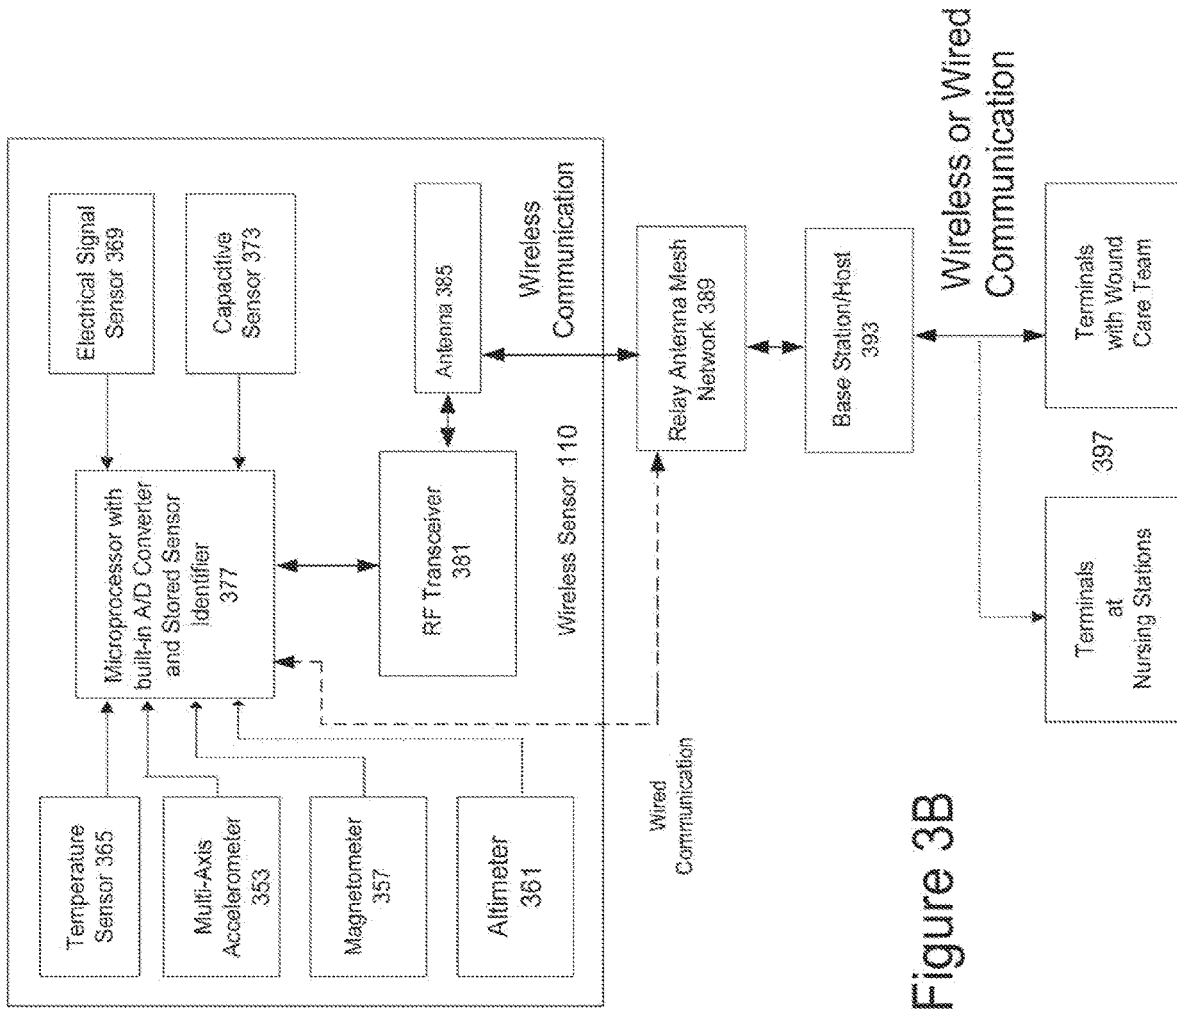 Temperature
Sensor 365
Multi-Axis
Accelerometer
353
Magnetometer
357
Altimeter
361
Microprocessor with
built-in A/D Converter
and Stored Sensor
Identifier
377
Electrical Signal
Sensor 369
Capacitive
Sensor 373
RF Transceiver
381
Antenna 385
Wireless Sensor 110
Wireless
Communication
Wired
Communication
Relay Antenna Mesh
Network 389
Base Station/Host
393
Wireless or Wired
Communication
Terminals
at
Nursing Stations
397
Terminals
with Wound
Care Team
Figure 3B